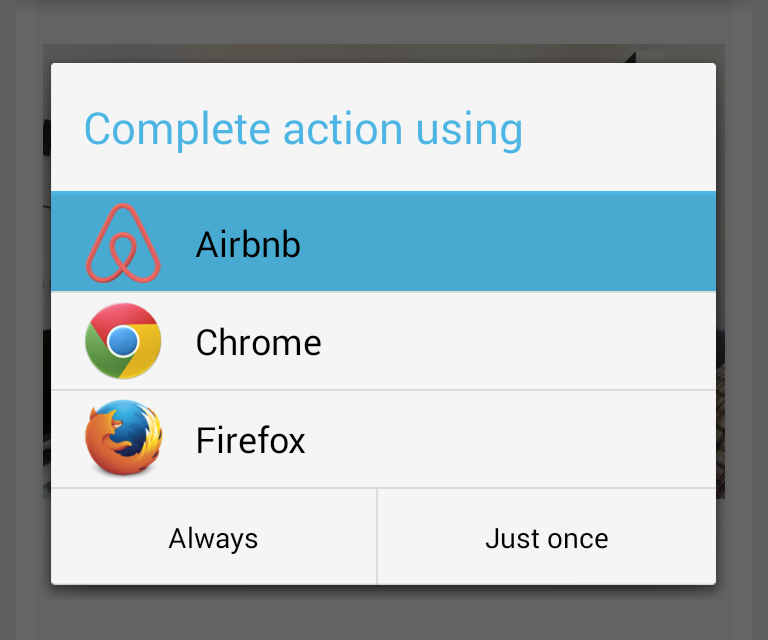 Complete action using
Airbnb
Chrome
Firefox
Always
Just once